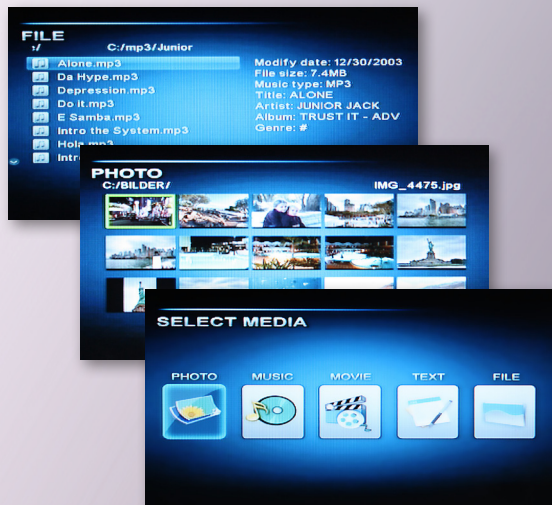 FILE
:/ C:/mp3/Junior
Alone.mp3
Da Hype.mp3
Depression.mp3
Do it.mp3
E Samba.mp3
Intro the System.mp3
Hola.mp3
Intr
Modify date: 12/30/2003
File size: 7.4MB
Music type: MP3
Title: ALONE
Artist: JUNIOR JACK
Album: TRUST IT - ADV
Genre: #
PHOTO
C:/BILDER/ IMG_4475.jpg
SELECT MEDIA
PHOTO MUSIC MOVIE TEXT FILE